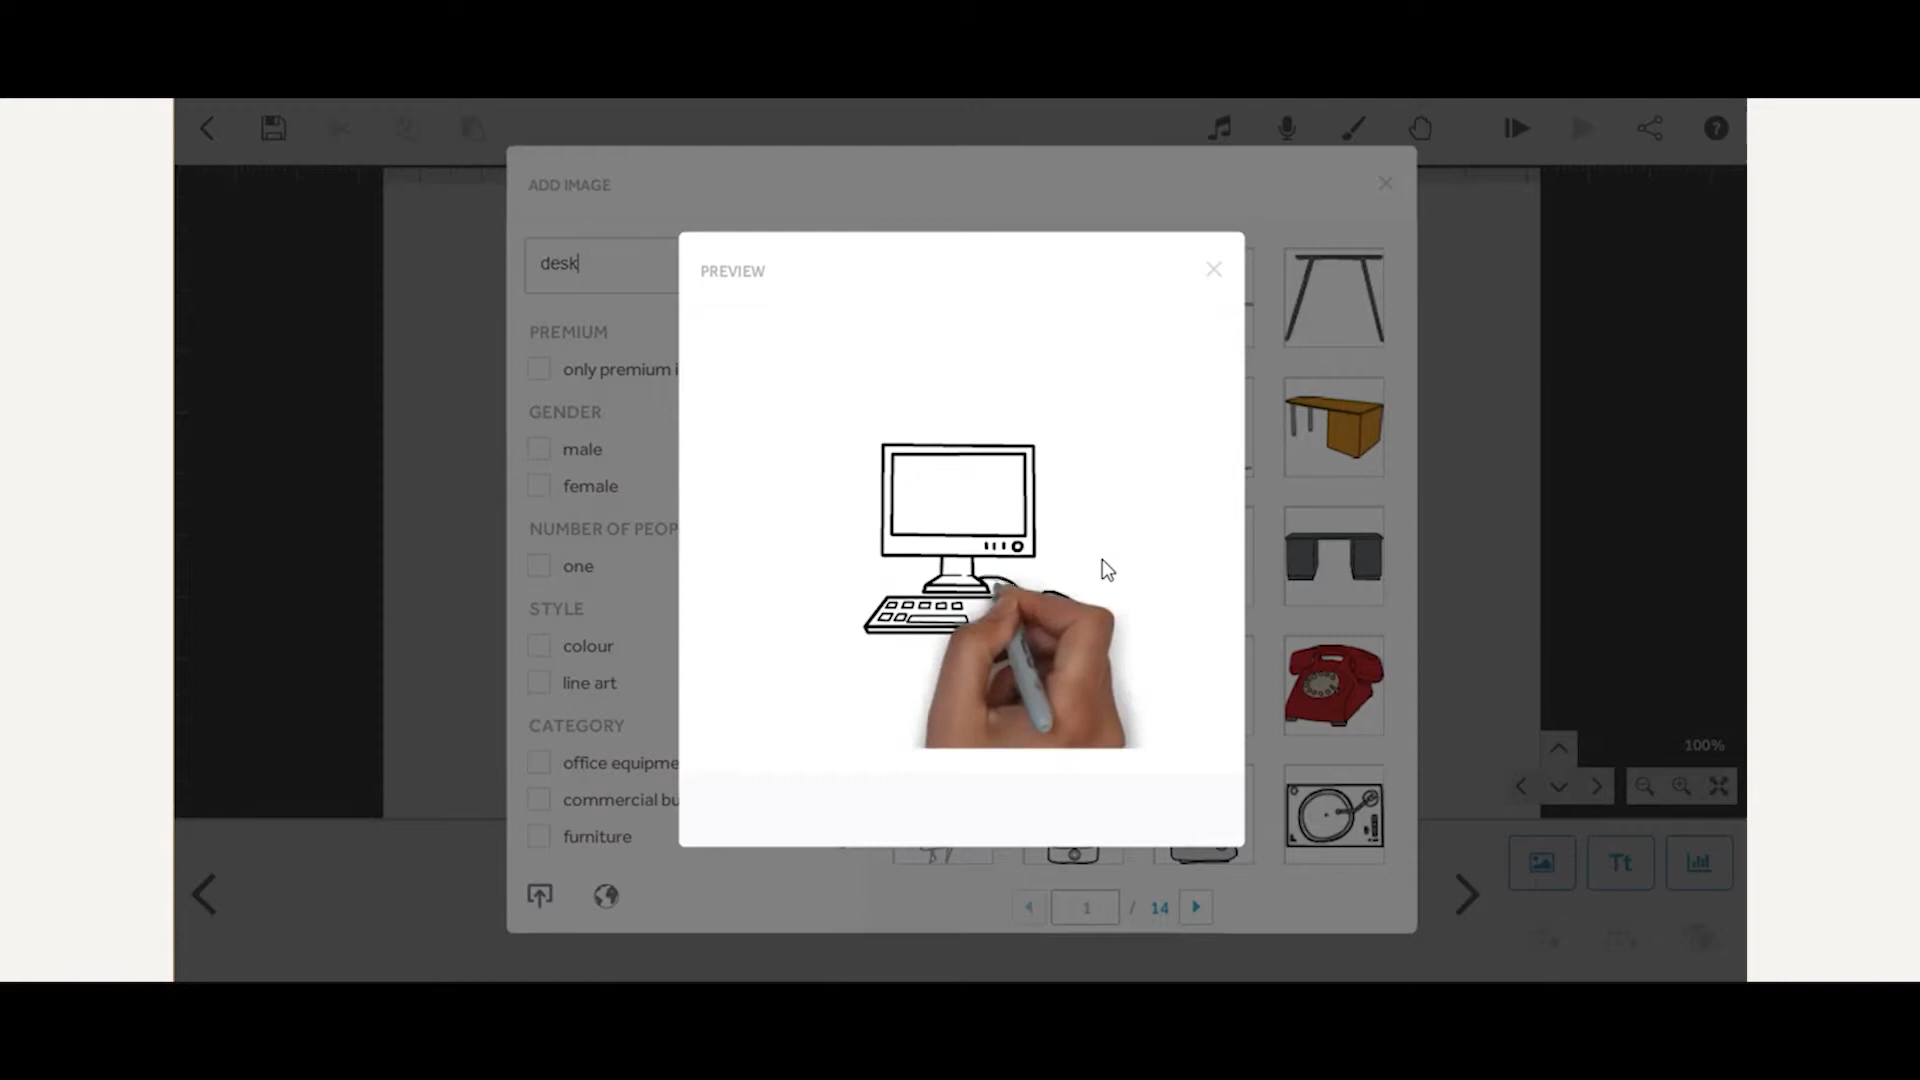 ADD IMAGE
desk
PREVIEW
PREMIUM
only premium i
GENDER
male
female
NUMBER OF PEOP
one
STYLE
colour
line art
CATEGORY
office equipme
commercial bu
furniture
100%
Tt
1 / 14